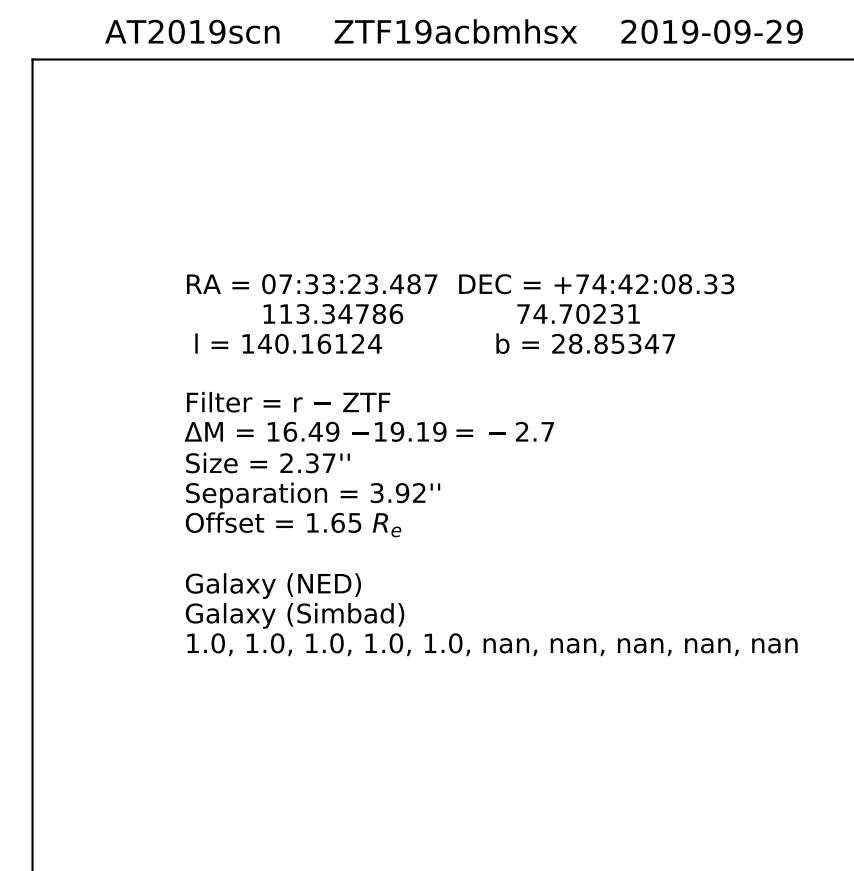 AT2019scn ZTF19acbmhsx 2019-09-29
RA = 07:33:23.487 DEC = +74:42:08.33
113.34786 74.70231
l = 140.16124 b = 28.85347
Filter = r − ZTF
ΔM = 16.49 −19.19 = − 2.7
Size = 2.37''
Separation = 3.92''
Offset = 1.65 Rₑ
Galaxy (NED)
Galaxy (Simbad)
1.0, 1.0, 1.0, 1.0, 1.0, nan, nan, nan, nan, nan